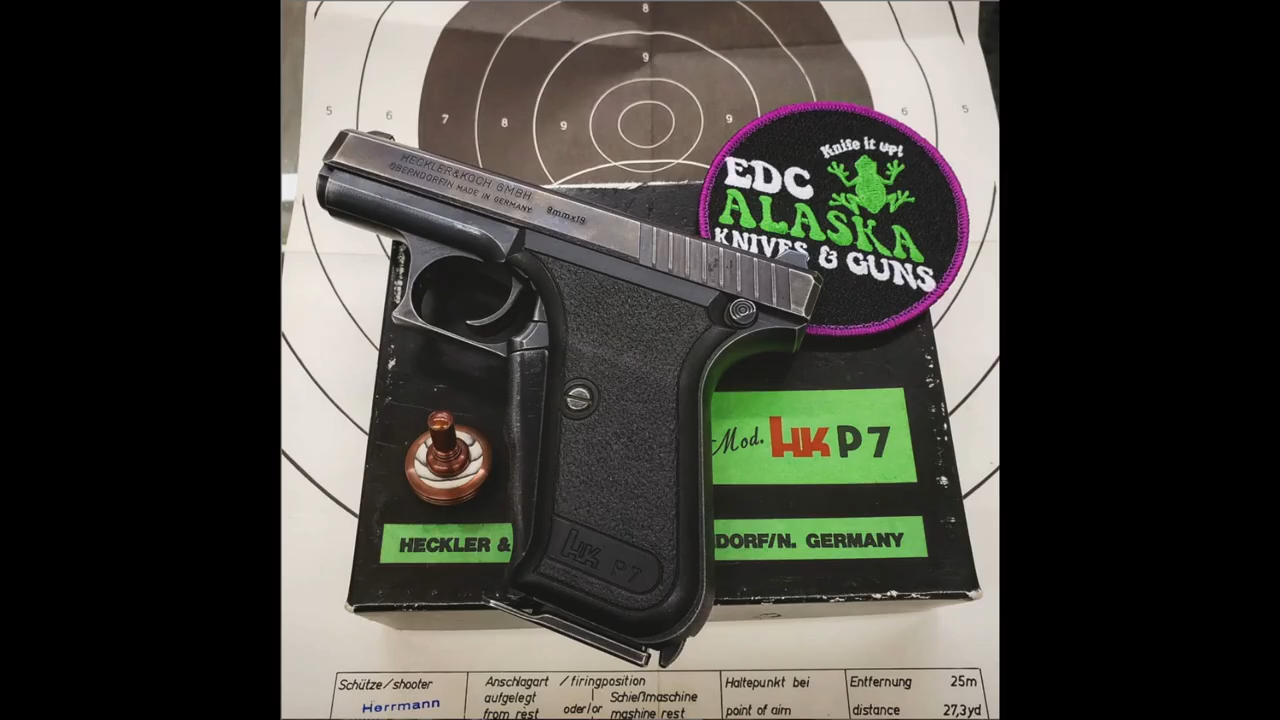 8
9
5 6 7 8 9 9 6 5
HECKLER & KOCH GMBH
OBERNDORF/N MADE IN GERMANY 9mmx19
Knife it up!
EDC
ALASKA
KNIVES & GUNS
Mod. HK P7
HECKLER & DORF/N. GERMANY
HK P7
Schütze/shooter
Herrmann
Anschlagart / firingposition
aufgelegt oder/or Schießmaschine
from rest mashine rest
Haltepunkt bei
point of aim
Entfernung 25m
distance 27,3yd